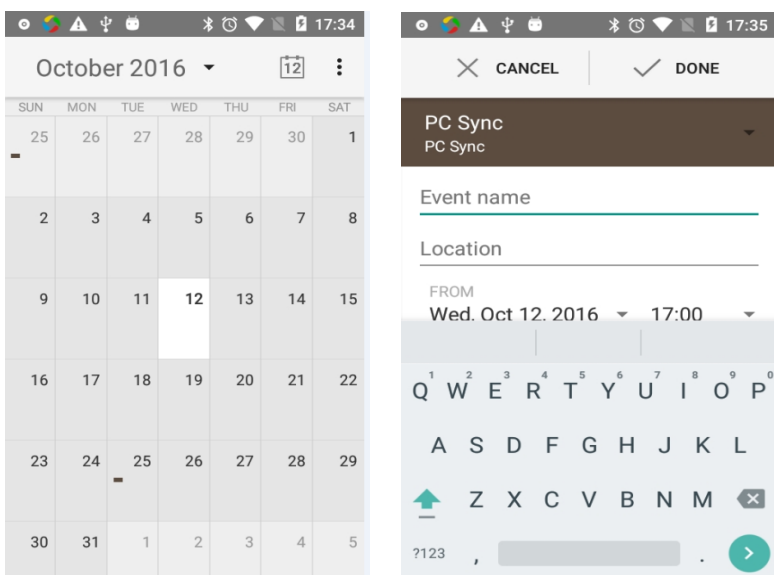 17:34
October 2016
12
SUN MON TUE WED THU FRI SAT
25 26 27 28 29 30 1
2 3 4 5 6 7 8
9 10 11 12 13 14 15
16 17 18 19 20 21 22
23 24 25 26 27 28 29
30 31 1 2 3 4 5
17:35
CANCEL DONE
PC Sync
PC Sync
Event name
Location
FROM
Wed, Oct 12, 2016 17:00
1 2 3 4 5 6 7 8 9 0
Q W E R T Y U I O P
A S D F G H J K L
Z X C V B N M
?123 , .